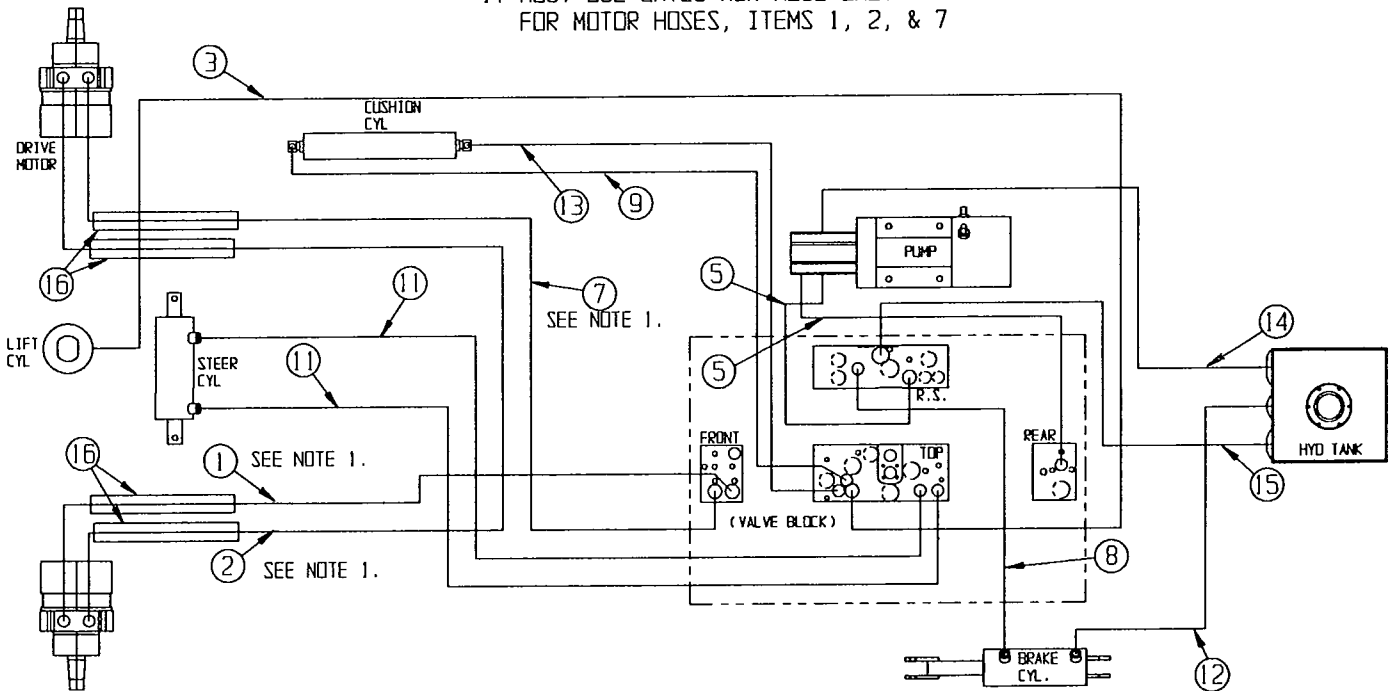 FOR MOTOR HOSES, ITEMS 1, 2, & 7
3
CUSHION
CYL
DRIVE
MOTOR
13
9
PUMP
16
11
7
SEE NOTE 1.
5
5
14
LIFT
CYL
STEER
CYL
11
R.S.
HYD TANK
15
FRONT
TOP
REAR
16
1
SEE NOTE 1.
(VALVE BLOCK)
2
SEE NOTE 1.
8
BRAKE
CYL.
12